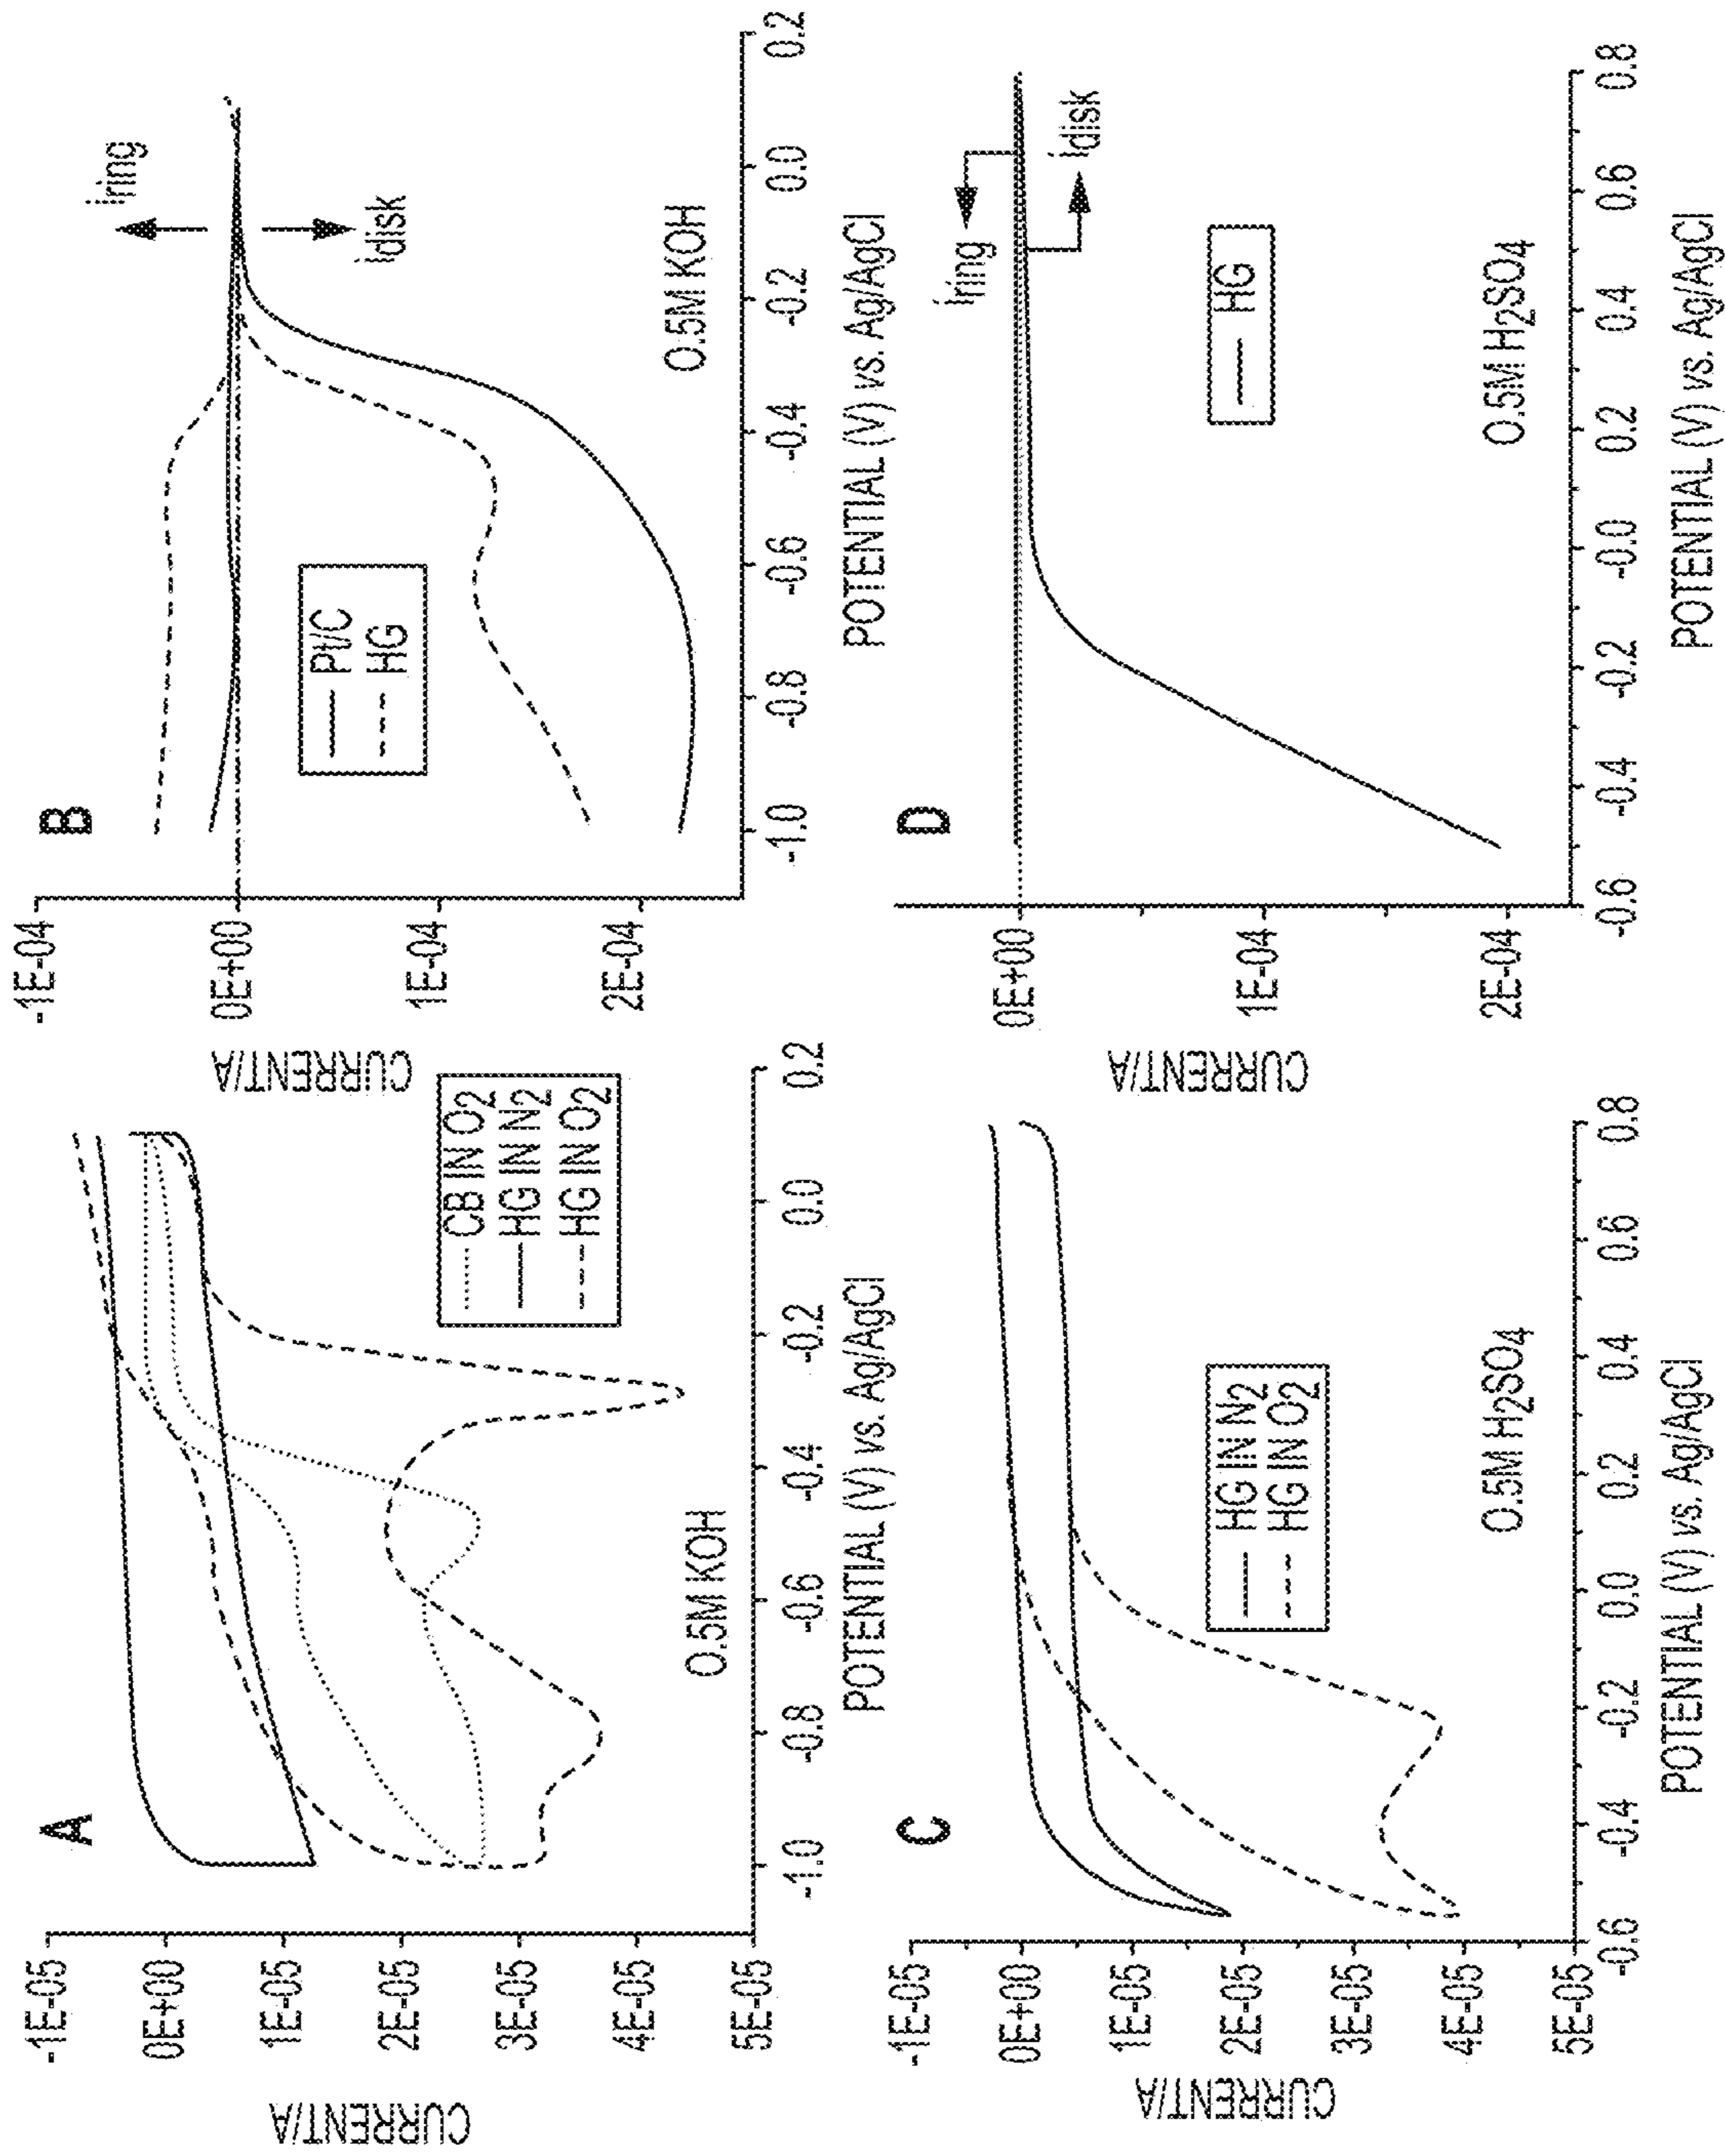 A
-1E-05
0E+00
1E-05
2E-05
3E-05
4E-05
5E-05
CURRENT/A
CB IN O2
HG IN N2
HG IN O2
0.5M KOH
-1.0
-0.8
-0.6
-0.4
-0.2
0.0
0.2
POTENTIAL (V) vs. Ag/AgCl
B
-1E-04
0E+00
1E-04
2E-04
CURRENT/A
iring
idisk
Pt/C
HG
0.5M KOH
-1.0
-0.8
-0.6
-0.4
-0.2
0.0
0.2
POTENTIAL (V) vs. Ag/AgCl
C
-1E-05
0E+00
1E-05
2E-05
3E-05
4E-05
5E-05
CURRENT/A
HG IN N2
HG IN O2
0.5M H2SO4
-0.6
-0.4
-0.2
0.0
0.2
0.4
0.6
0.8
POTENTIAL (V) vs. Ag/AgCl
D
0E+00
1E-04
2E-04
CURRENT/A
iring
idisk
HG
0.5M H2SO4
-0.6
-0.4
-0.2
-0.0
0.2
0.4
0.6
0.8
POTENTIAL (V) vs. Ag/AgCl